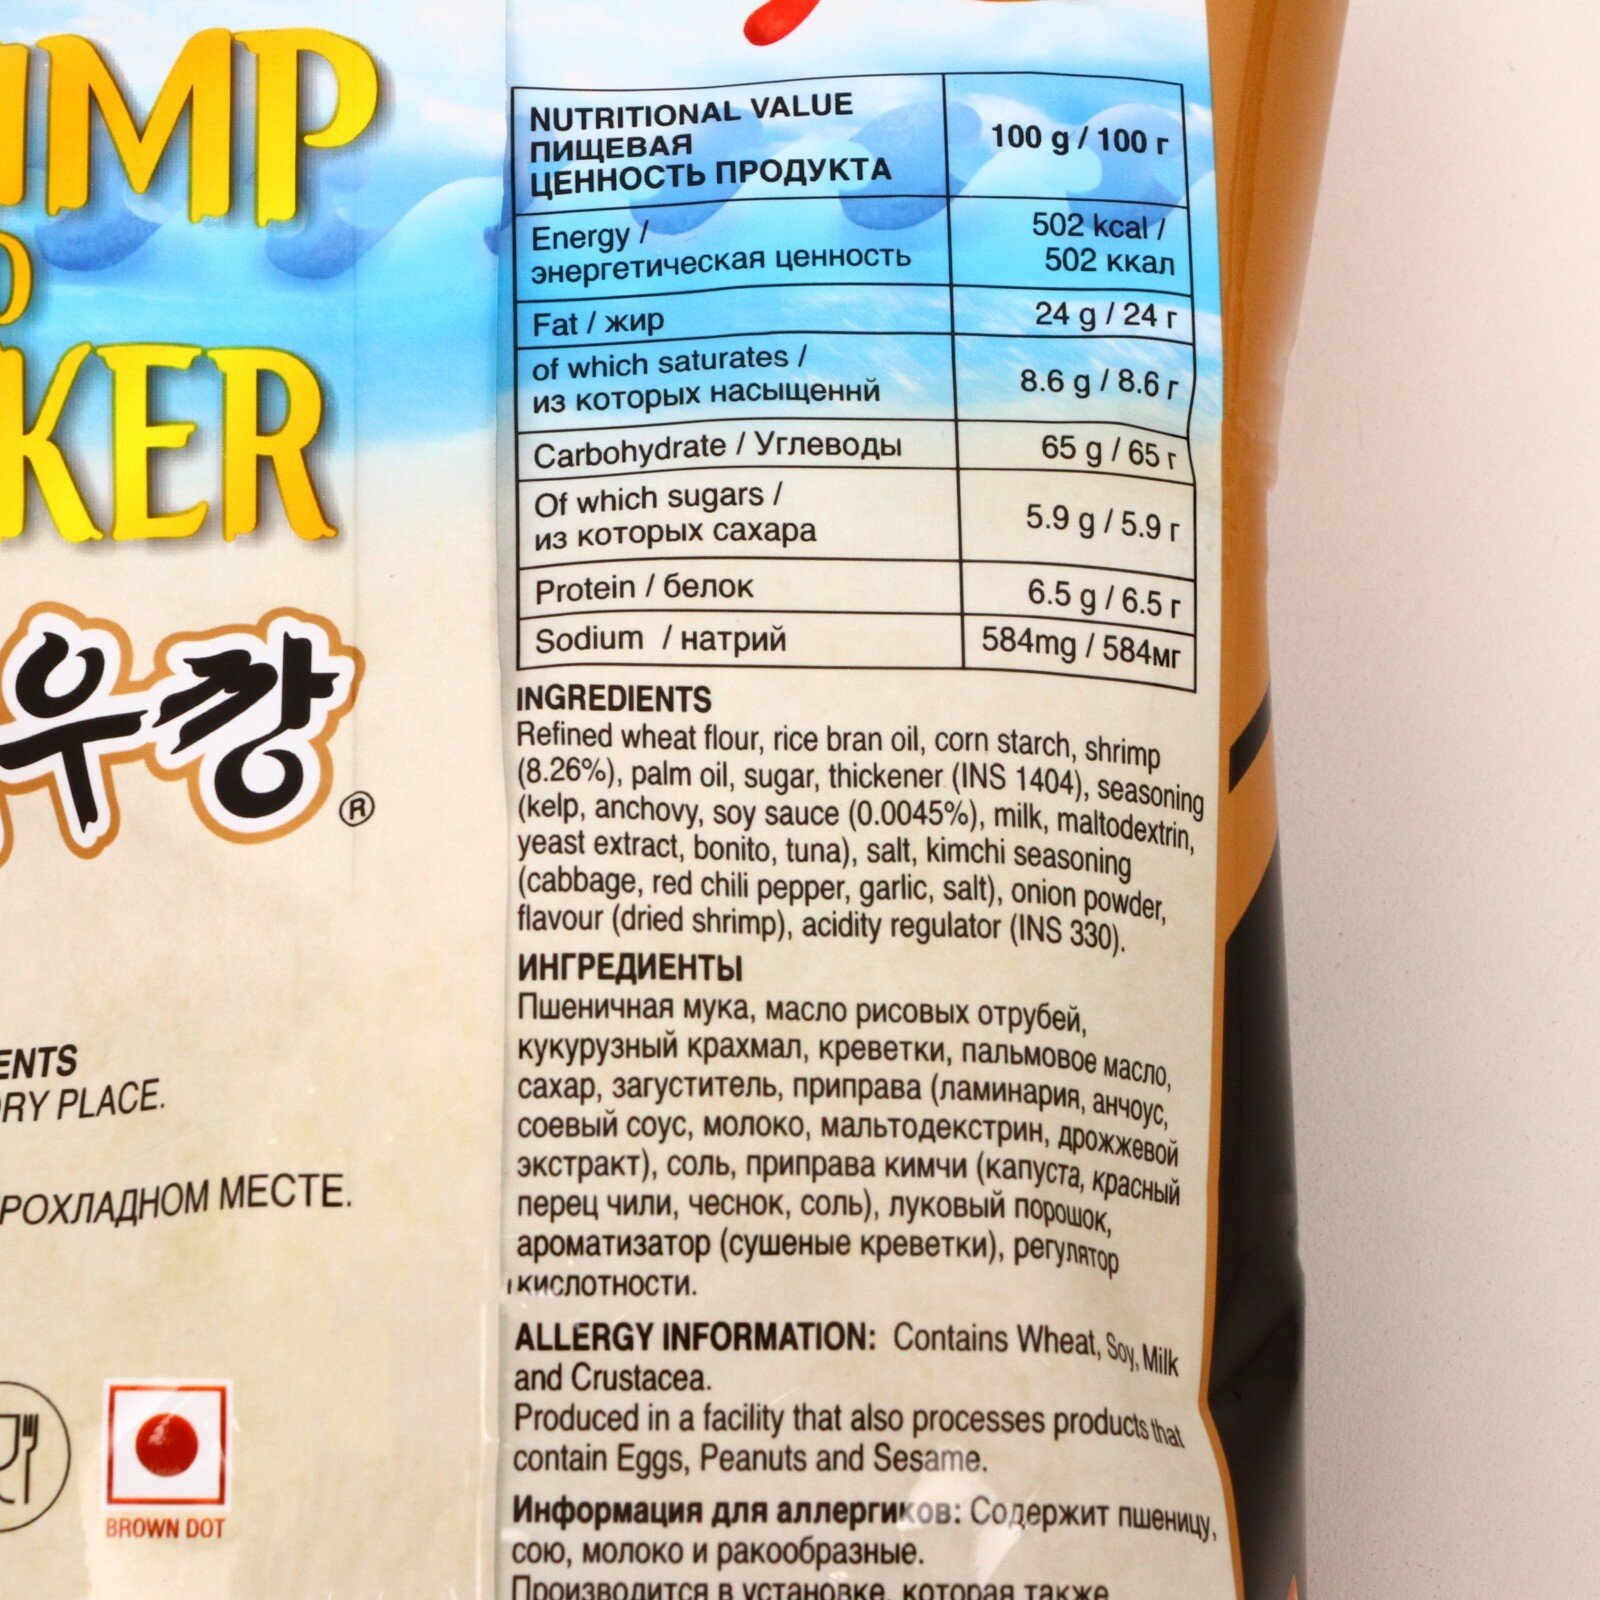 IMP
KER
우깡
®
ENTS
RY PLACE.
РОХЛАДНОМ МЕСТЕ.
BROWN DOT
NUTRITIONAL VALUE
ПИЩЕВАЯ
ЦЕННОСТЬ ПРОДУКТА
100 g / 100 г
Energy /
энергетическая ценность
502 kcal /
502 ккал
Fat / жир
24 g / 24 г
of which saturates /
из которых насыщеннй
8.6 g / 8.6 г
Carbohydrate / Углеводы
65 g / 65 г
Of which sugars /
из которых сахара
5.9 g / 5.9 г
Protein / белок
6.5 g / 6.5 г
Sodium / натрий
584mg / 584мг
INGREDIENTS
Refined wheat flour, rice bran oil, corn starch, shrimp
(8.26%), palm oil, sugar, thickener (INS 1404), seasoning
(kelp, anchovy, soy sauce (0.0045%), milk, maltodextrin,
yeast extract, bonito, tuna), salt, kimchi seasoning
(cabbage, red chili pepper, garlic, salt), onion powder,
flavour (dried shrimp), acidity regulator (INS 330).
ИНГРЕДИЕНТЫ
Пшеничная мука, масло рисовых отрубей,
кукурузный крахмал, креветки, пальмовое масло,
сахар, загуститель, приправа (ламинария, анчоус,
соевый соус, молоко, мальтодекстрин, дрожжевой
экстракт), соль, приправа кимчи (капуста, красный
перец чили, чеснок, соль), луковый порошок,
ароматизатор (сушеные креветки), регулятор
кислотности.
ALLERGY INFORMATION: Contains Wheat, Soy, Milk
and Crustacea.
Produced in a facility that also processes products that
contain Eggs, Peanuts and Sesame.
Информация для аллергиков: Содержит пшеницу,
сою, молоко и ракообразные.
Производится в установке, которая также